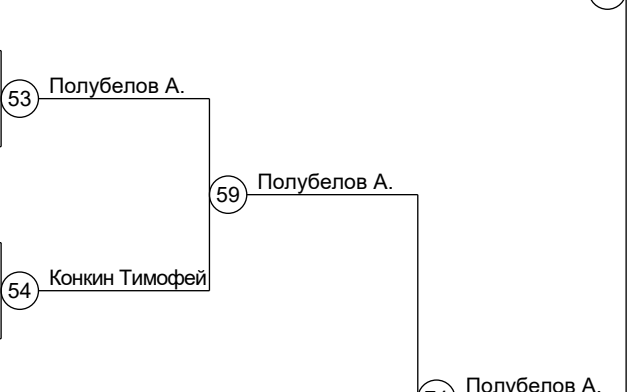 53 Полубелов А.
59 Полубелов А.
54 Конкин Тимофей
Полубелов А.